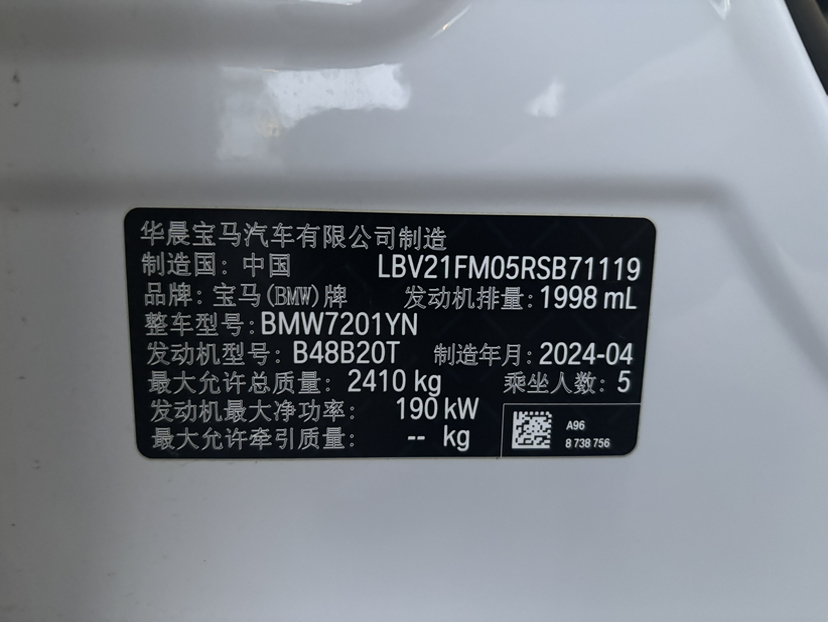 华晨宝马汽车有限公司制造
制造国：中国 LBV21FM05RSB71119
品牌：宝马(BMW)牌 发动机排量：1998 mL
整车型号：BMW7201YN
发动机型号：B48B20T 制造年月：2024-04
最大允许总质量：2410 kg 乘坐人数：5
发动机最大净功率：190 kW
最大允许牵引质量：-- kg
A96
8 738 756